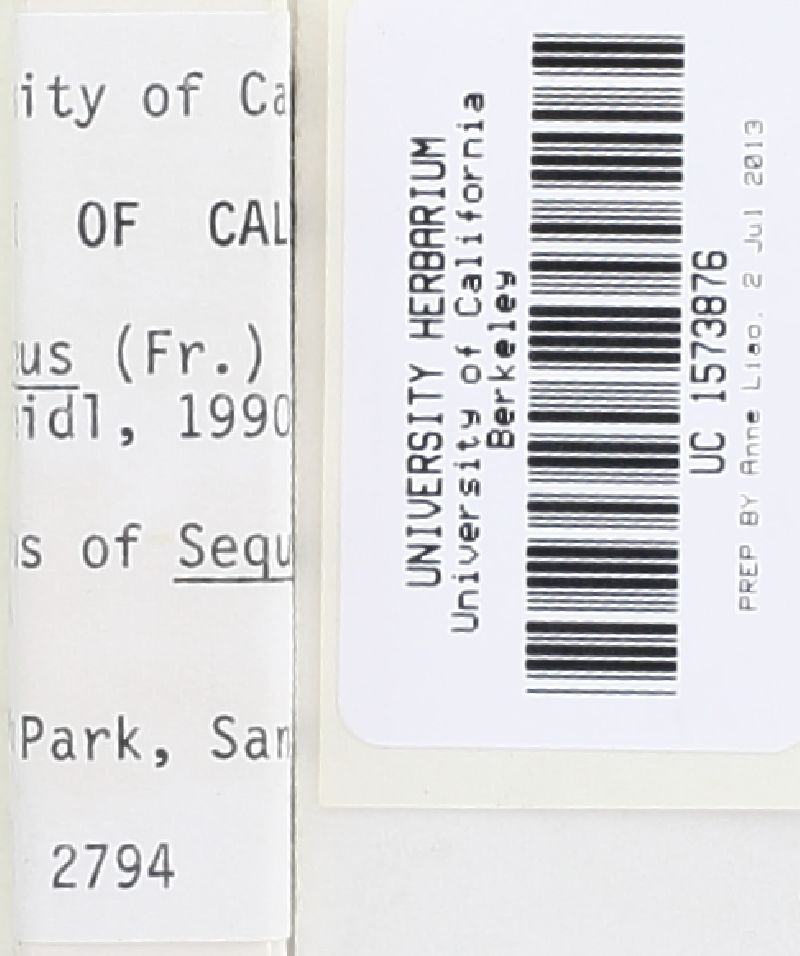 ity of Ca
OF CAL
us (Fr.)
idl, 1990
s of Sequ
Park, San
2794
UNIVERSITY HERBARIUM
University of California
Berkeley
UC 1573876
PREP BY Anne Liao. 2 Jul 2013